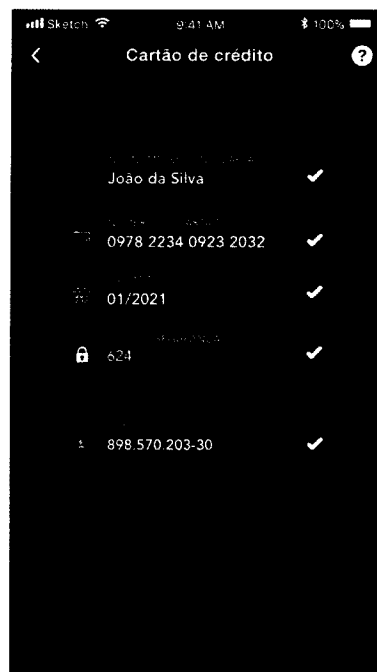 Sketch 9:41 AM 100%
Cartão de crédito ?
João da Silva
0978 2234 0923 2032
01/2021
SEGURANÇA
624
898.570.203-30